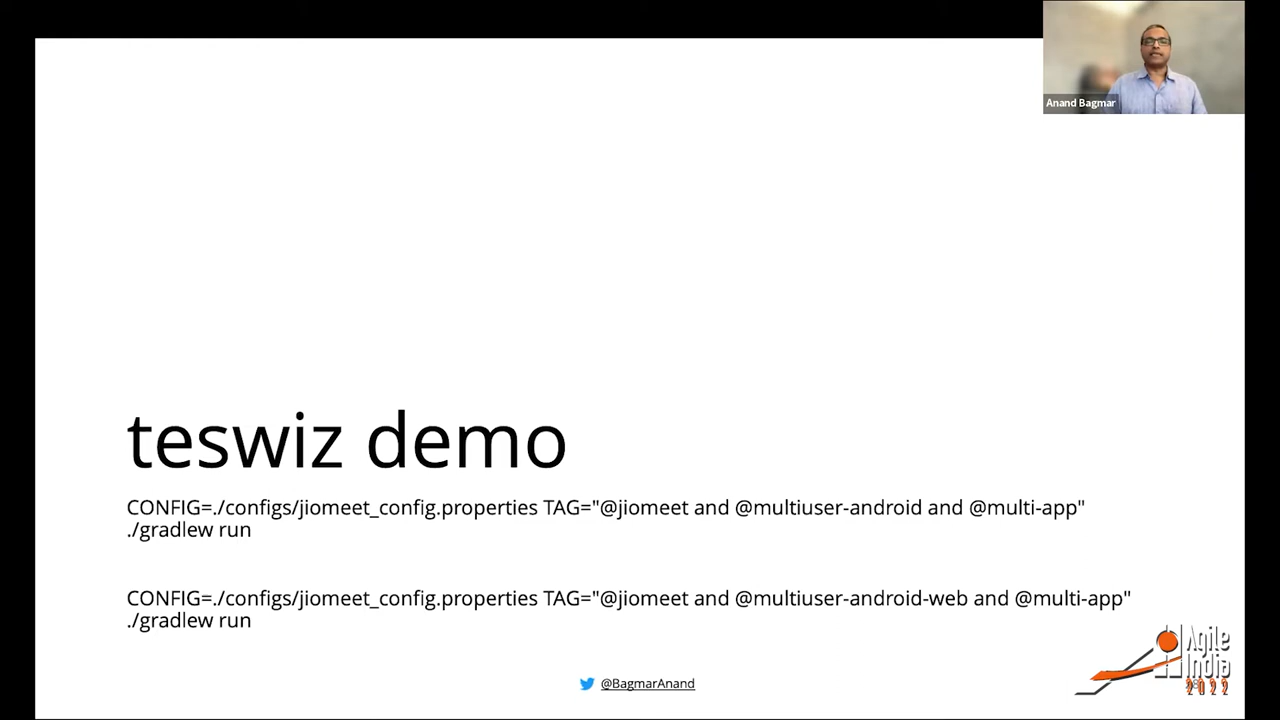 Anand Bagmar
teswiz demo
CONFIG=./configs/jiomeet_config.properties TAG="@jiomeet and @multiuser-android and @multi-app"
./gradlew run
CONFIG=./configs/jiomeet_config.properties TAG="@jiomeet and @multiuser-android-web and @multi-app"
./gradlew run
@BagmarAnand
Agile
India
2022